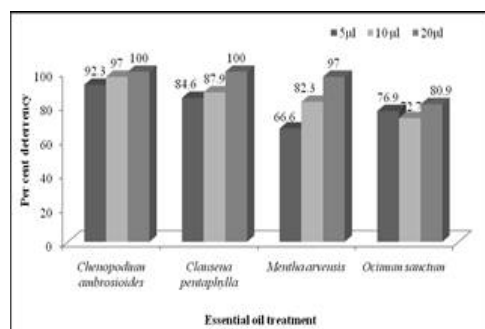 5µl 10µl 20µl
92.3 97 100
84.6 87.9 100
66.6 82.3 97
76.9 80.9
100
80
60
40
20
0
Per cent deterrency
Chenopodium ambrosioides
Clausena pentaphylla
Mentha arvensis
Ocimum sanctum
Essential oil treatment